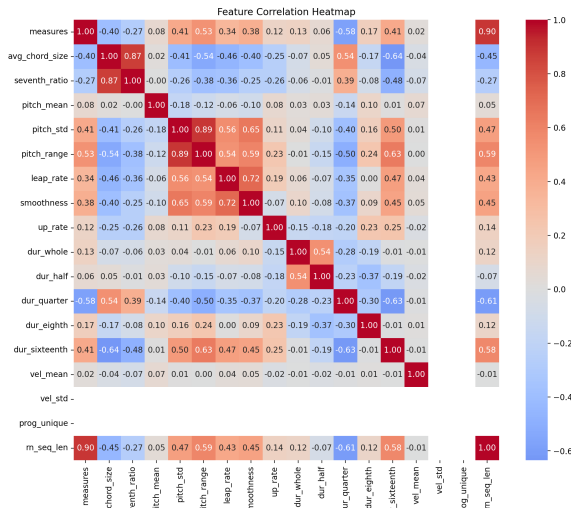 Feature Correlation Heatmap
measures 1.00 -0.40 -0.27 0.08 0.41 0.53 0.34 0.38 0.12 0.13 0.06 -0.58 0.17 0.41 0.02 0.90
avg_chord_size -0.40 1.00 0.87 0.02 -0.41 -0.54 -0.46 -0.40 -0.25 -0.07 0.05 0.54 -0.17 -0.64 -0.04 -0.45
seventh_ratio -0.27 0.87 1.00 -0.00 -0.26 -0.38 -0.36 -0.25 -0.26 -0.06 -0.01 0.39 -0.08 -0.48 -0.07 -0.27
pitch_mean 0.08 0.02 -0.00 1.00 -0.18 -0.12 -0.06 -0.10 0.08 0.03 0.03 -0.14 0.10 -0.01 0.07 0.05
pitch_std 0.41 -0.41 -0.26 -0.18 1.00 0.89 0.56 0.65 0.11 0.04 -0.10 -0.40 0.16 0.50 0.01 0.47
pitch_range 0.53 -0.54 -0.38 -0.12 0.89 1.00 0.54 0.59 0.23 -0.01 -0.15 -0.50 0.24 0.63 0.00 0.59
leap_rate 0.34 -0.46 -0.36 -0.06 0.56 0.54 1.00 0.72 0.19 0.06 -0.07 -0.35 0.00 0.47 0.04 0.43
smoothness 0.38 -0.40 -0.25 -0.10 0.65 0.59 0.72 1.00 -0.07 0.10 -0.08 -0.37 0.09 0.45 0.05 0.45
up_rate 0.12 -0.25 -0.26 0.08 0.11 0.23 0.19 -0.07 1.00 -0.15 -0.18 -0.20 0.23 0.25 -0.02 0.14
dur_whole 0.13 -0.07 -0.06 0.03 0.04 -0.01 0.06 0.10 -0.15 1.00 0.54 -0.28 -0.19 -0.01 -0.01 0.12
dur_half 0.06 0.05 -0.01 0.03 -0.10 -0.15 -0.07 -0.08 -0.18 0.54 1.00 -0.23 -0.37 -0.19 -0.02 -0.07
dur_quarter -0.58 0.54 0.39 -0.14 -0.40 -0.50 -0.35 -0.37 -0.20 -0.28 -0.23 1.00 -0.30 -0.63 -0.01 -0.61
dur_eighth 0.17 -0.17 -0.08 0.10 0.16 0.24 0.00 0.09 0.23 -0.19 -0.37 -0.30 1.00 -0.01 0.01 0.12
dur_sixteenth 0.41 -0.64 -0.48 -0.01 0.50 0.63 0.47 0.45 0.25 -0.01 -0.19 -0.63 -0.01 1.00 -0.01 0.58
vel_mean 0.02 -0.04 -0.07 0.07 0.01 0.00 0.04 0.05 -0.02 -0.01 -0.02 -0.01 0.01 -0.01 1.00 -0.01
vel_std
prog_unique
m_seq_len 0.90 -0.45 -0.27 0.05 0.47 0.59 0.43 0.45 0.14 0.12 -0.07 -0.61 0.12 0.58 -0.01 1.00
measures
chord_size
enth_ratio
itch_mean
pitch_std
itch_range
leap_rate
moothness
up_rate
dur_whole
dur_half
ur_quarter
dur_eighth
_sixteenth
vel_mean
vel_std
og_unique
m_seq_len
1.0
0.8
0.6
0.4
0.2
0.0
−0.2
−0.4
−0.6